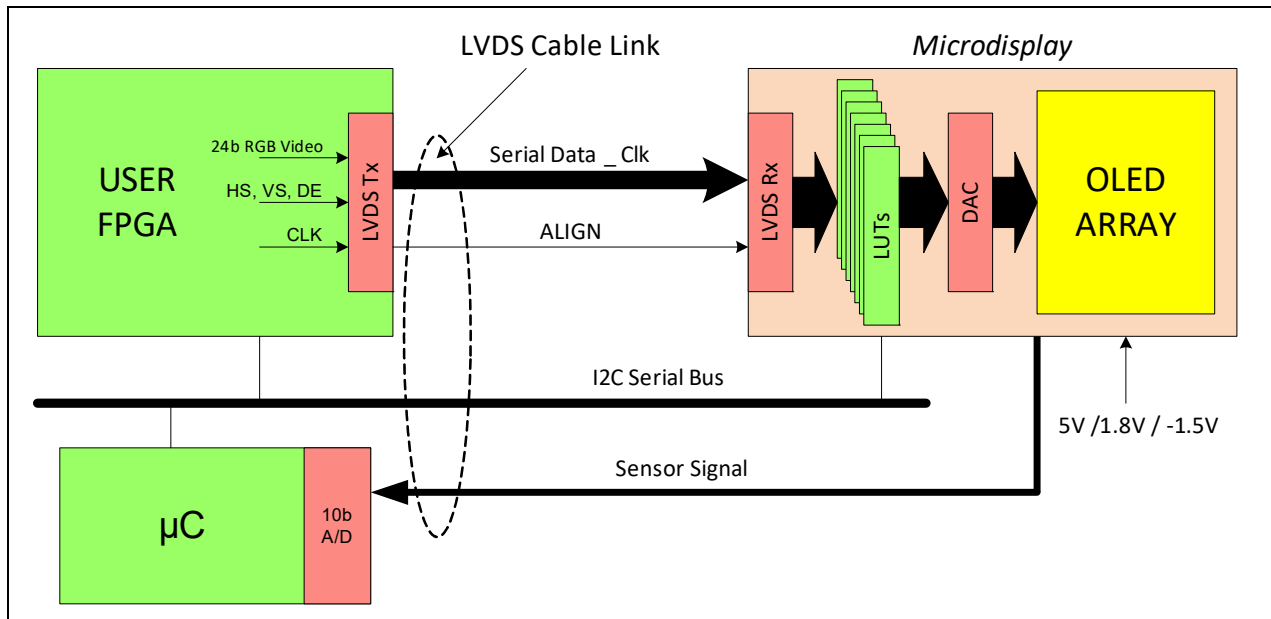 LVDS Cable Link
Microdisplay
USER
FPGA
24b RGB Video
HS, VS, DE
CLK
LVDS Tx
Serial Data _ Clk
ALIGN
LVDS Rx
LUTs
DAC
OLED
ARRAY
I2C Serial Bus
5V /1.8V / -1.5V
Sensor Signal
µC
10b
A/D